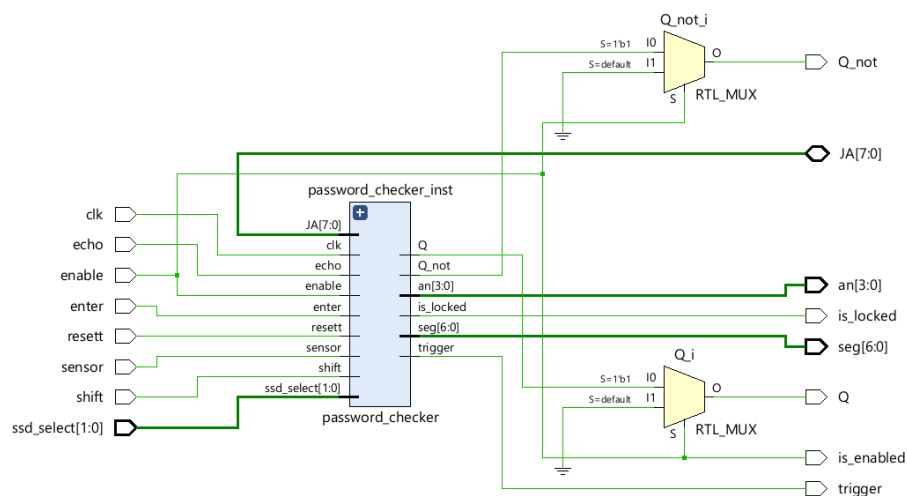 Q_not_i
S=1'b1
I0
S=default
I1
O
S
RTL_MUX
Q_not
JA[7:0]
password_checker_inst
clk
echo
enable
enter
resett
sensor
shift
ssd_select[1:0]
JA[7:0]
clk
echo
enable
enter
resett
sensor
shift
ssd_select[1:0]
Q
Q_not
an[3:0]
is_locked
seg[6:0]
trigger
password_checker
an[3:0]
is_locked
seg[6:0]
Q_i
S=1'b1
I0
S=default
I1
O
S
RTL_MUX
Q
is_enabled
trigger